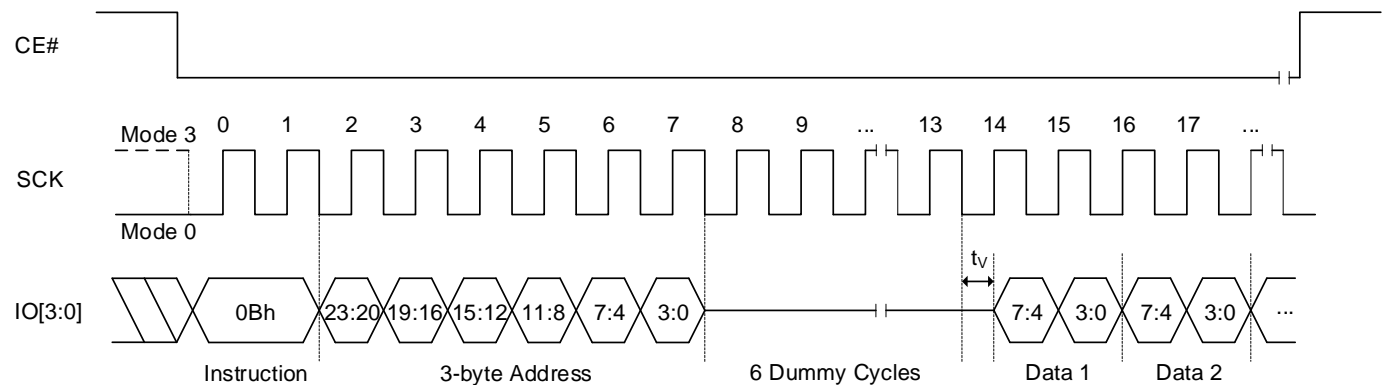 CE#
0 1 2 3 4 5 6 7 8 9 ... 13 14 15 16 17 ...
Mode 3
SCK
Mode 0
tV
IO[3:0]
0Bh 23:20 19:16 15:12 11:8 7:4 3:0 7:4 3:0 7:4 3:0 ...
Instruction 3-byte Address 6 Dummy Cycles Data 1 Data 2